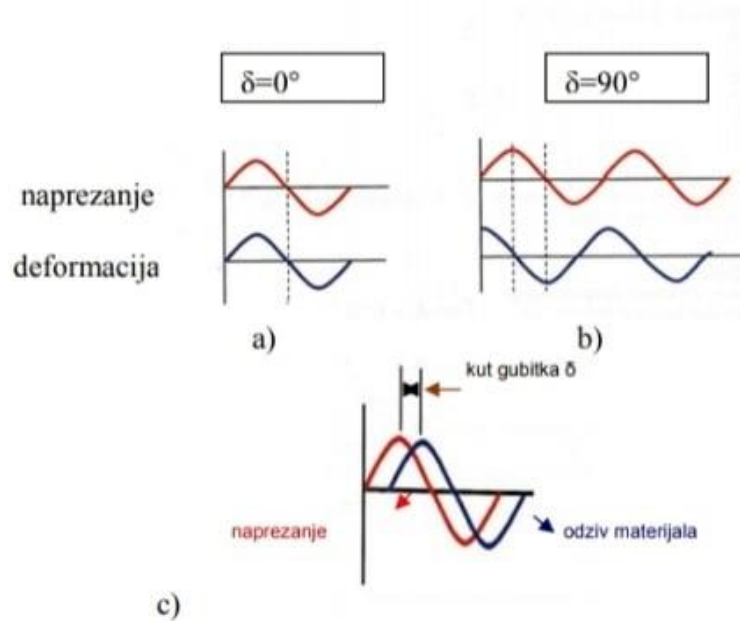 δ=0°
δ=90°
naprezanje
deformacija
a)
b)
kut gubitka δ
naprezanje
odziv materijala
c)